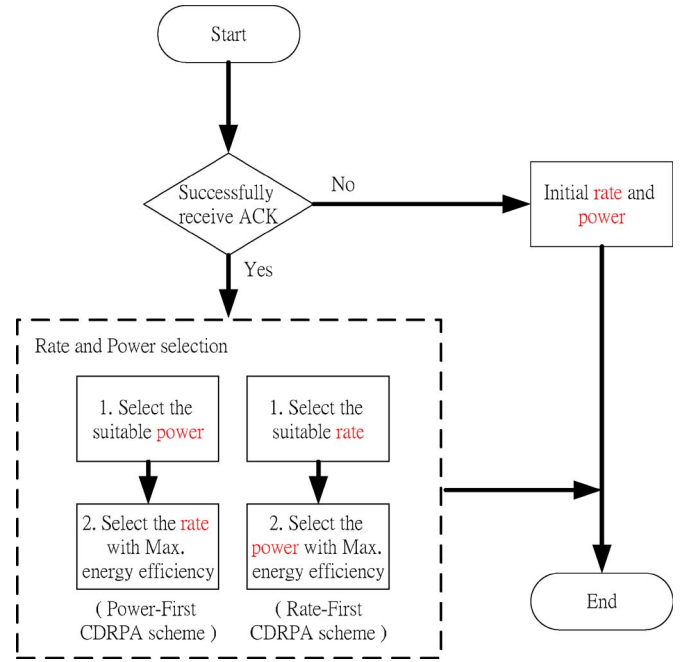 Start
Successfully
receive ACK
No
Initial rate and
power
Yes
Rate and Power selection
1. Select the
suitable power
2. Select the rate
with Max.
energy efficiency
( Power-First
CDRPA scheme )
1. Select the
suitable rate
2. Select the
power with Max.
energy efficiency
( Rate-First
CDRPA scheme )
End